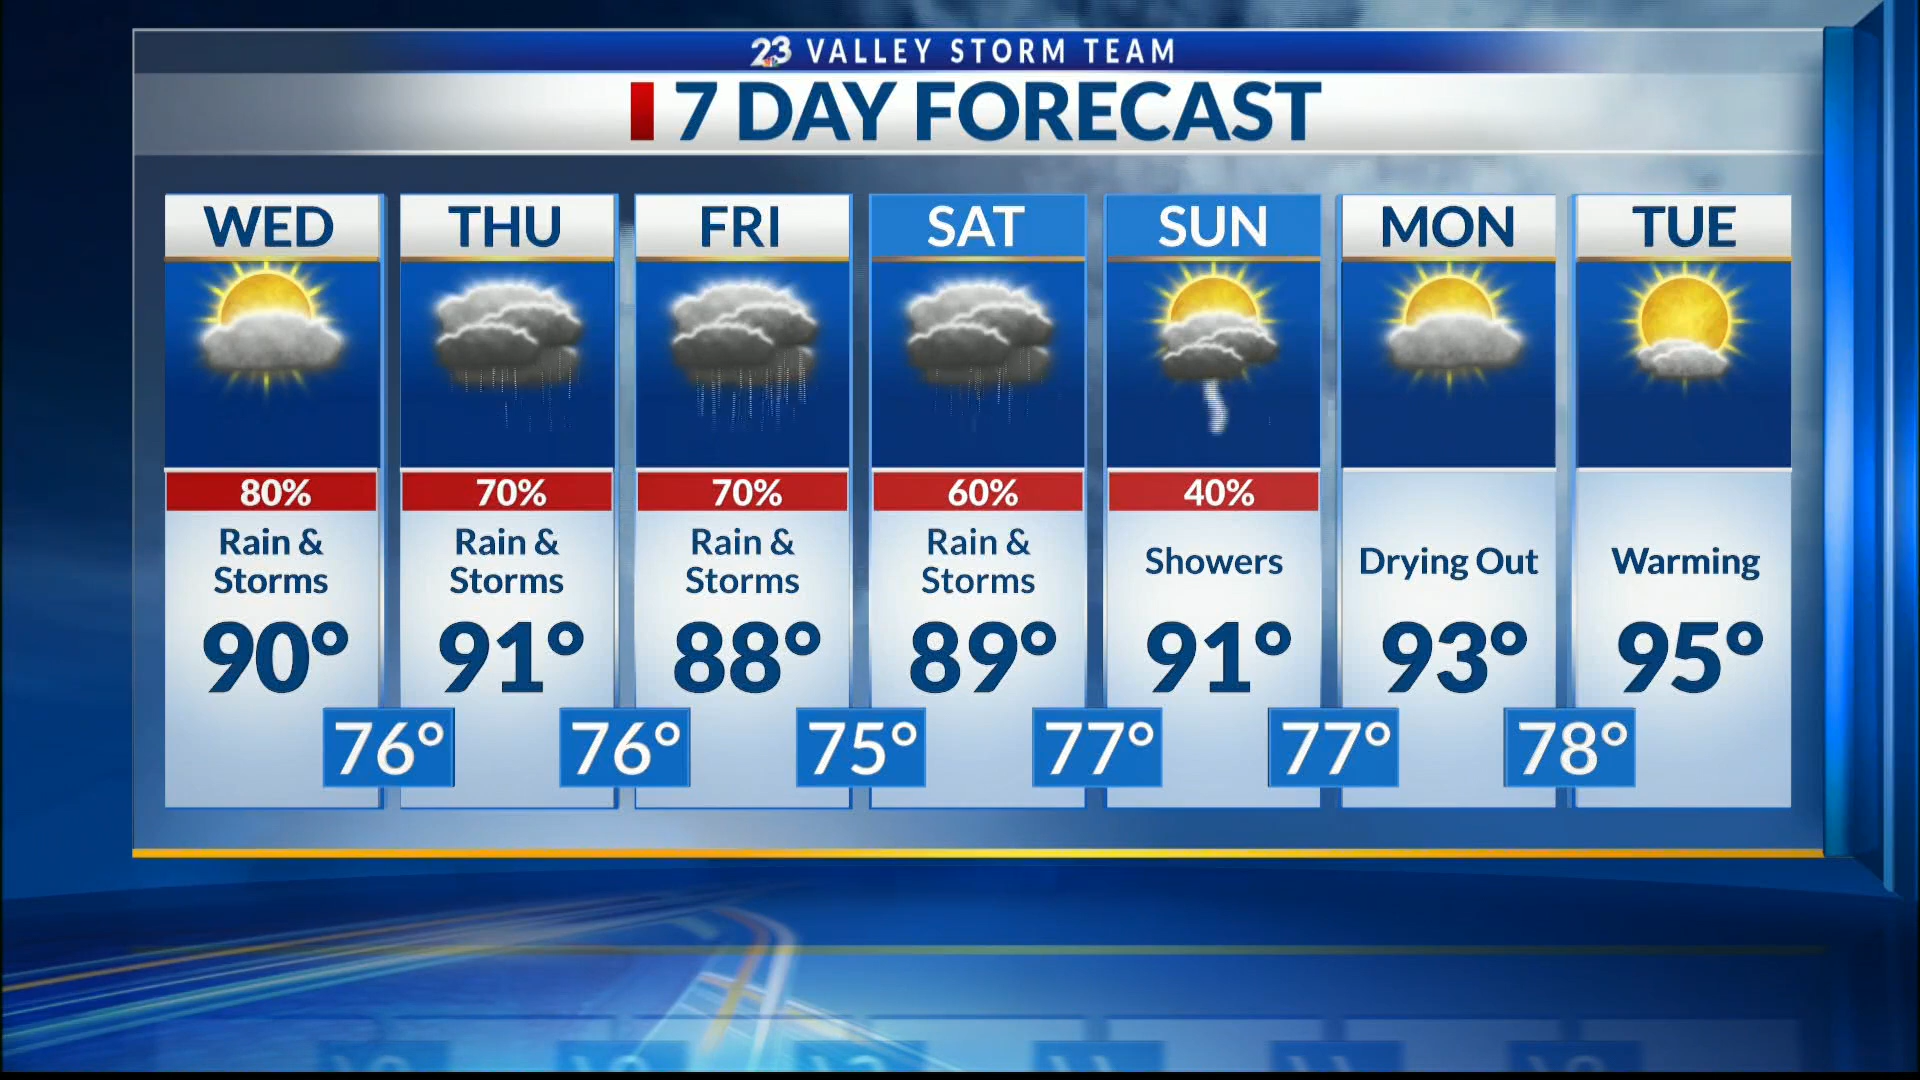 23 VALLEY STORM TEAM
7 DAY FORECAST
WED
80%
Rain &
Storms
90°
76°
THU
70%
Rain &
Storms
91°
76°
FRI
70%
Rain &
Storms
88°
75°
SAT
60%
Rain &
Storms
89°
77°
SUN
40%
Showers
91°
77°
MON
Drying Out
93°
78°
TUE
Warming
95°